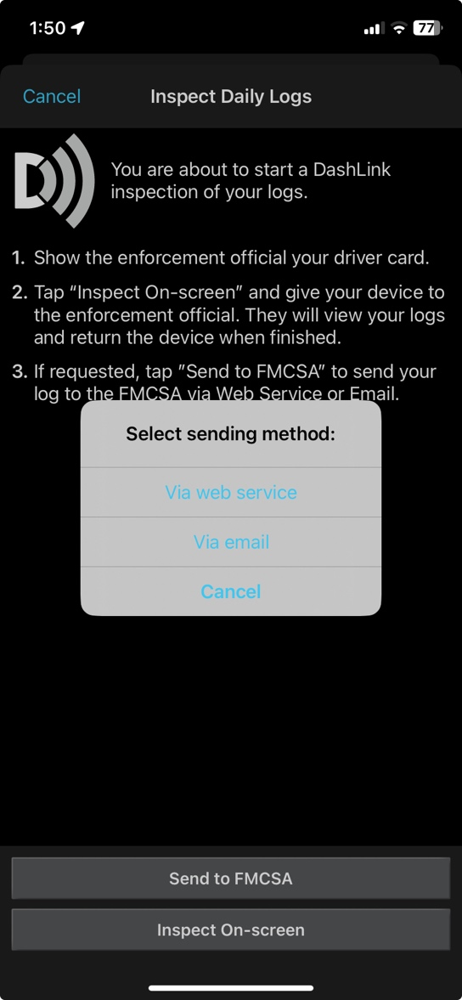 1:50
77
Cancel
Inspect Daily Logs
D
You are about to start a DashLink
inspection of your logs.
1. Show the enforcement official your driver card.
2. Tap “Inspect On-screen” and give your device to
the enforcement official. They will view your logs
and return the device when finished.
3. If requested, tap ”Send to FMCSA” to send your
log to the FMCSA via Web Service or Email.
Select sending method:
Via web service
Via email
Cancel
Send to FMCSA
Inspect On-screen